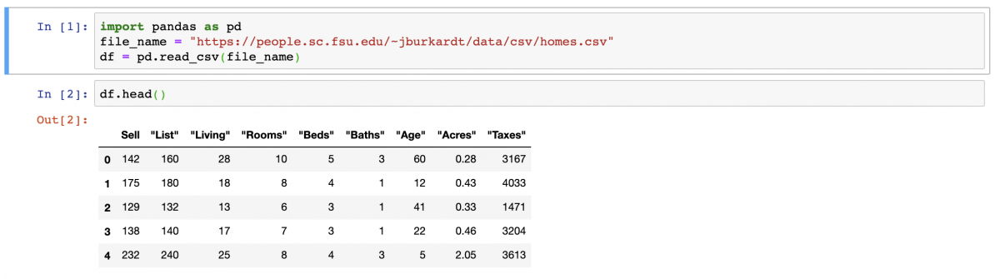 In [1]: import pandas as pd
file_name = "https://people.sc.fsu.edu/~jburkardt/data/csv/homes.csv"
df = pd.read_csv(file_name)
In [2]: df.head()
Out[2]:
Sell "List" "Living" "Rooms" "Beds" "Baths" "Age" "Acres" "Taxes"
0 142 160 28 10 5 3 60 0.28 3167
1 175 180 18 8 4 1 12 0.43 4033
2 129 132 13 6 3 1 41 0.33 1471
3 138 140 17 7 3 1 22 0.46 3204
4 232 240 25 8 4 3 5 2.05 3613